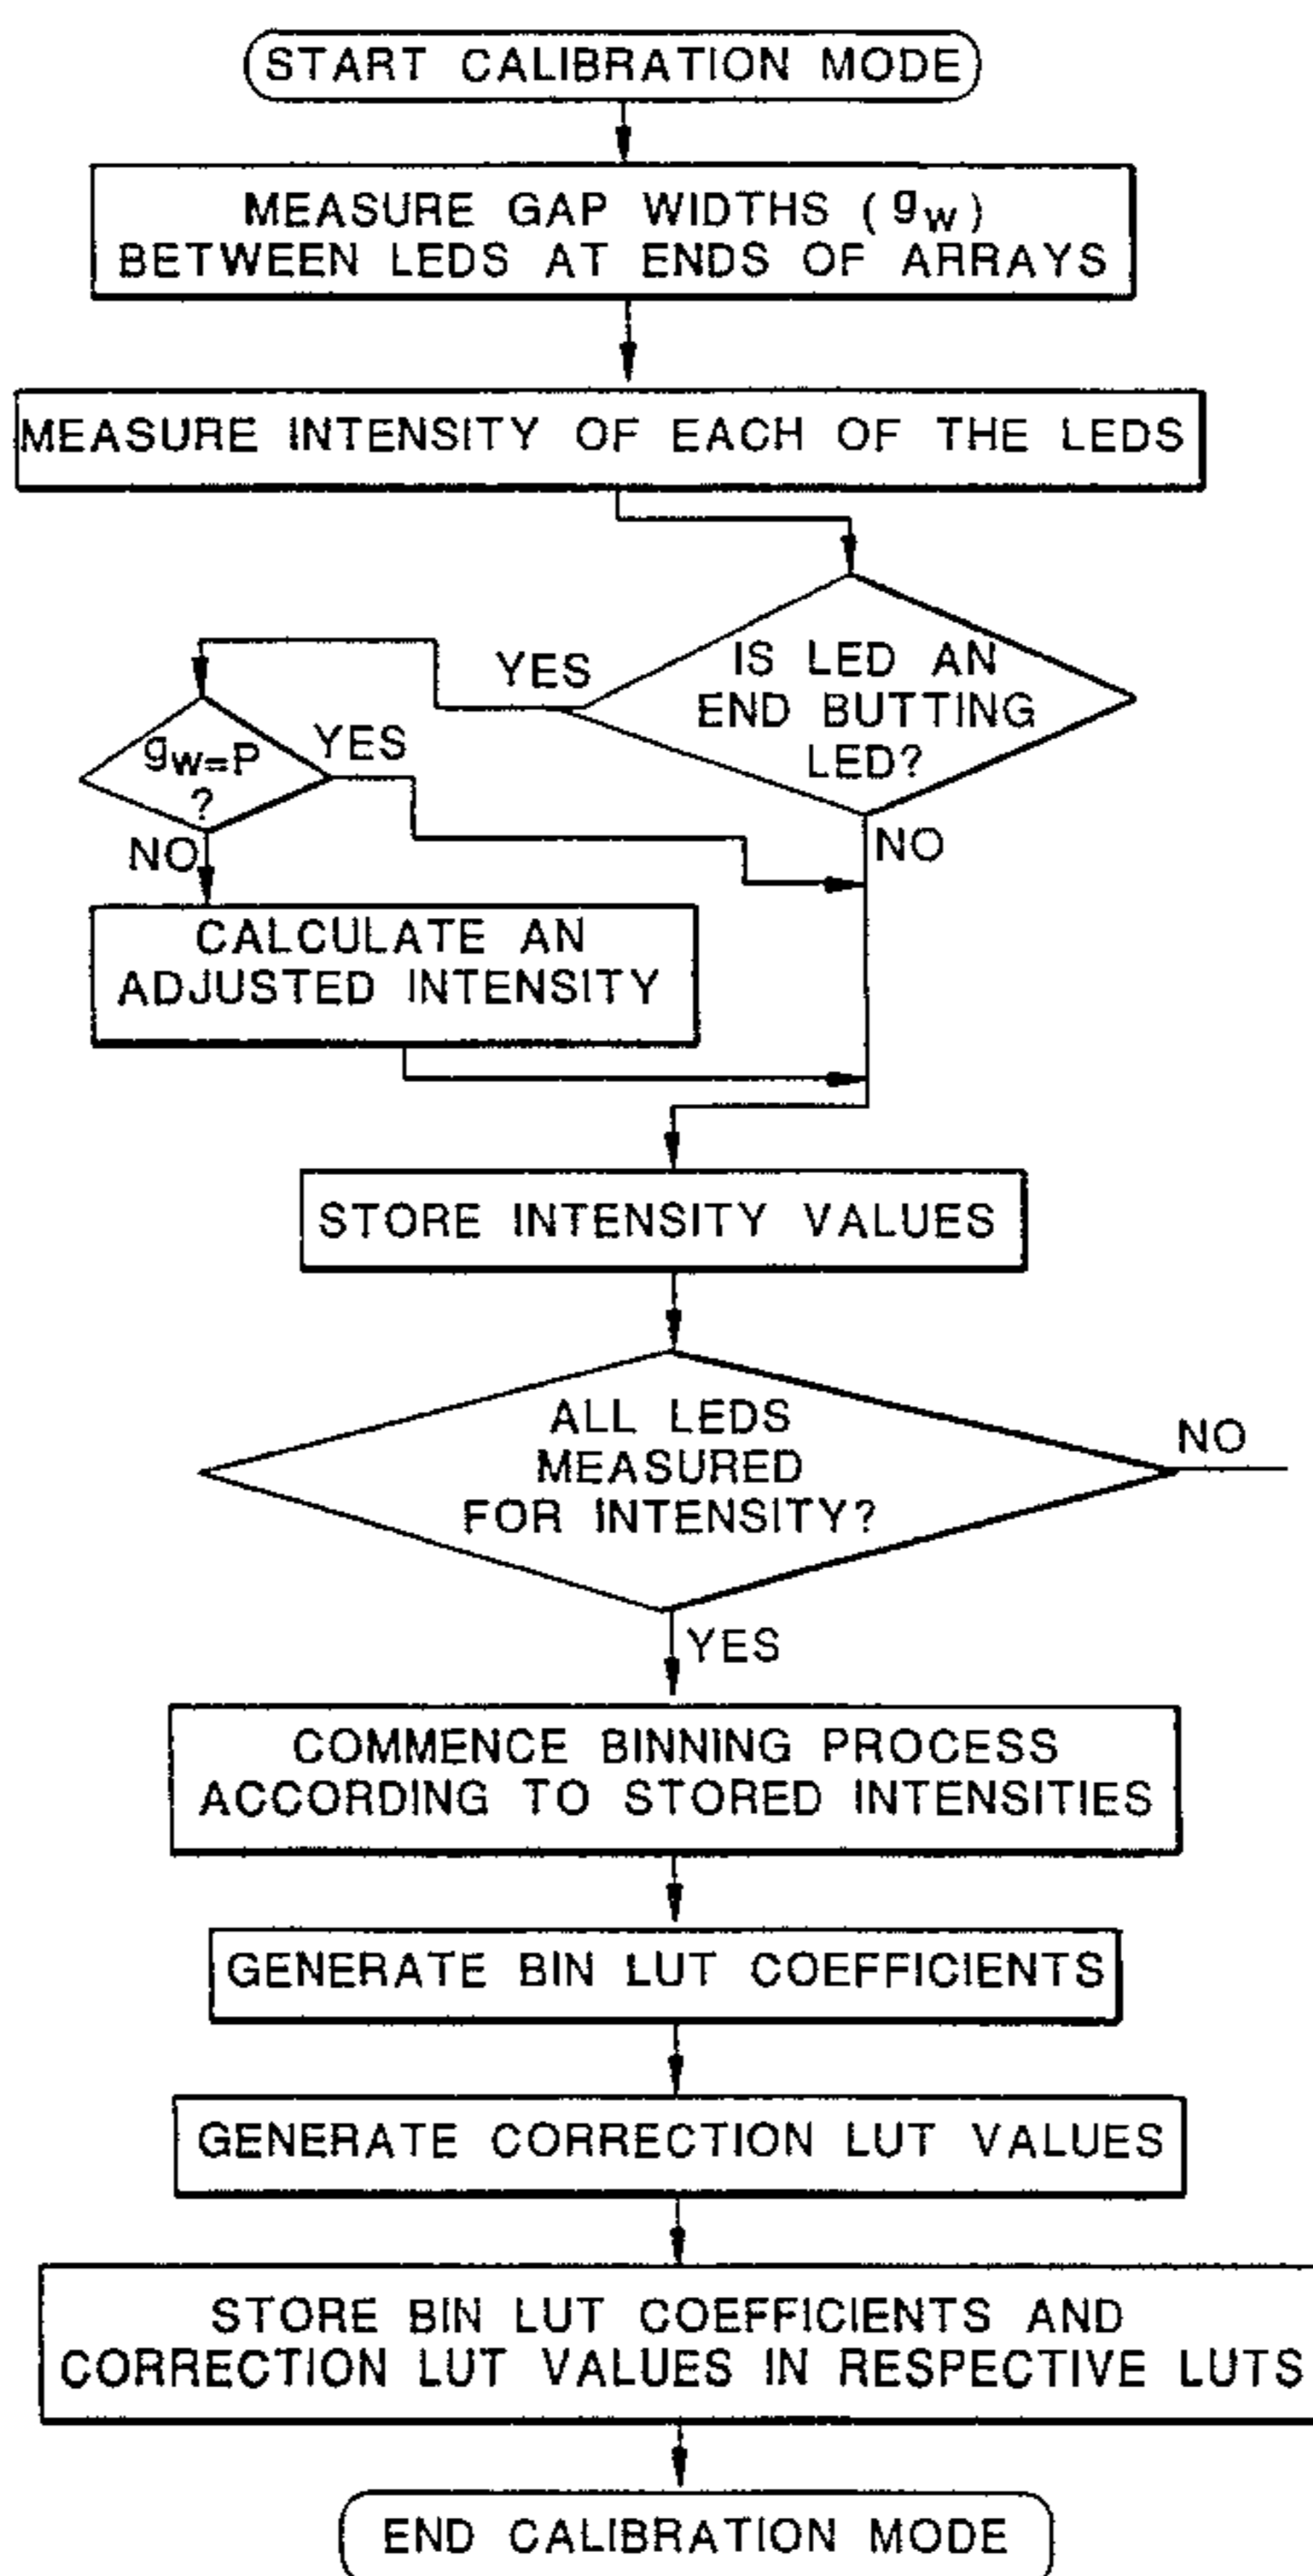 START CALIBRATION MODE
MEASURE GAP WIDTHS (gw)
BETWEEN LEDS AT ENDS OF ARRAYS
MEASURE INTENSITY OF EACH OF THE LEDS
IS LED AN
END BUTTING
LED?
YES
gw=P
?
YES
NO
NO
CALCULATE AN
ADJUSTED INTENSITY
STORE INTENSITY VALUES
ALL LEDS
MEASURED
FOR INTENSITY?
NO
YES
COMMENCE BINNING PROCESS
ACCORDING TO STORED INTENSITIES
GENERATE BIN LUT COEFFICIENTS
GENERATE CORRECTION LUT VALUES
STORE BIN LUT COEFFICIENTS AND
CORRECTION LUT VALUES IN RESPECTIVE LUTS
END CALIBRATION MODE